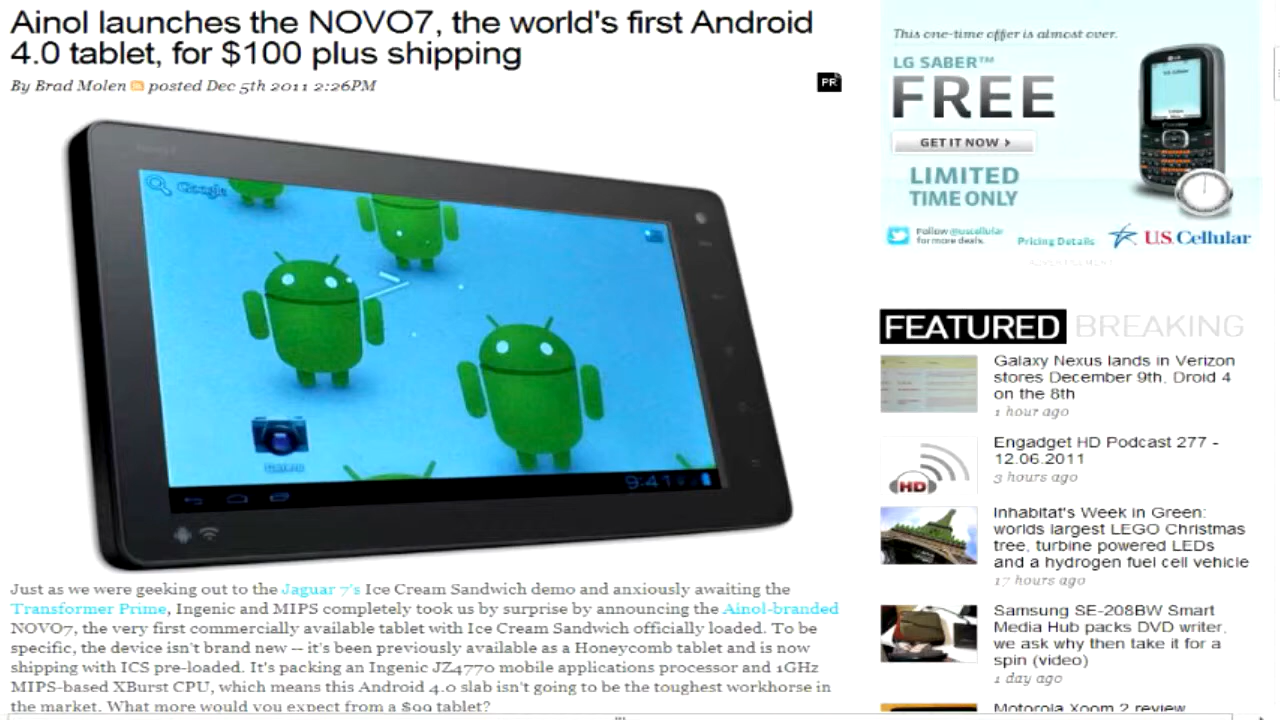 Ainol launches the NOVO7, the world's first Android
4.0 tablet, for $100 plus shipping
By Brad Molen posted Dec 5th 2011 2:26PM
PR
Google
9:41
Just as we were geeking out to the Jaguar 7's Ice Cream Sandwich demo and anxiously awaiting the
Transformer Prime, Ingenic and MIPS completely took us by surprise by announcing the Ainol-branded
NOVO7, the very first commercially available tablet with Ice Cream Sandwich officially loaded. To be
specific, the device isn't brand new -- it's been previously available as a Honeycomb tablet and is now
shipping with ICS pre-loaded. It's packing an Ingenic JZ4770 mobile applications processor and 1GHz
MIPS-based XBurst CPU, which means this Android 4.0 slab isn't going to be the toughest workhorse in
the market. What more would you expect from a $99 tablet?
This one-time offer is almost over.
LG SABER™
FREE
GET IT NOW >
LIMITED
TIME ONLY
Follow @uscellular
for more deals.
Pricing Details
U.S. Cellular
ADVERTISEMENT
FEATURED BREAKING
Galaxy Nexus lands in Verizon
stores December 9th, Droid 4
on the 8th
1 hour ago
HD
Engadget HD Podcast 277 -
12.06.2011
3 hours ago
Inhabitat's Week in Green:
worlds largest LEGO Christmas
tree, turbine powered LEDs
and a hydrogen fuel cell vehicle
17 hours ago
Samsung SE-208BW Smart
Media Hub packs DVD writer,
we ask why then take it for a
spin (video)
1 day ago
Motorola Xoom 2 review